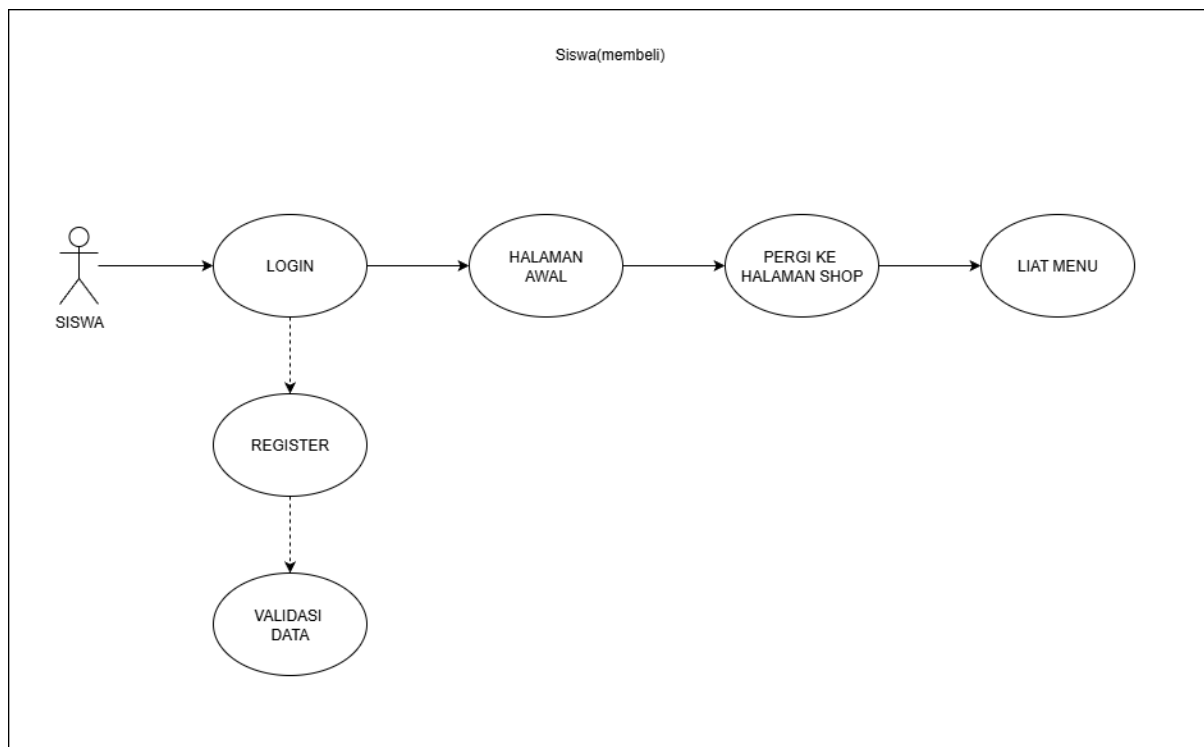 Siswa(membeli)
LOGIN
HALAMAN
AWAL
PERGI KE
HALAMAN SHOP
LIAT MENU
SISWA
REGISTER
VALIDASI
DATA